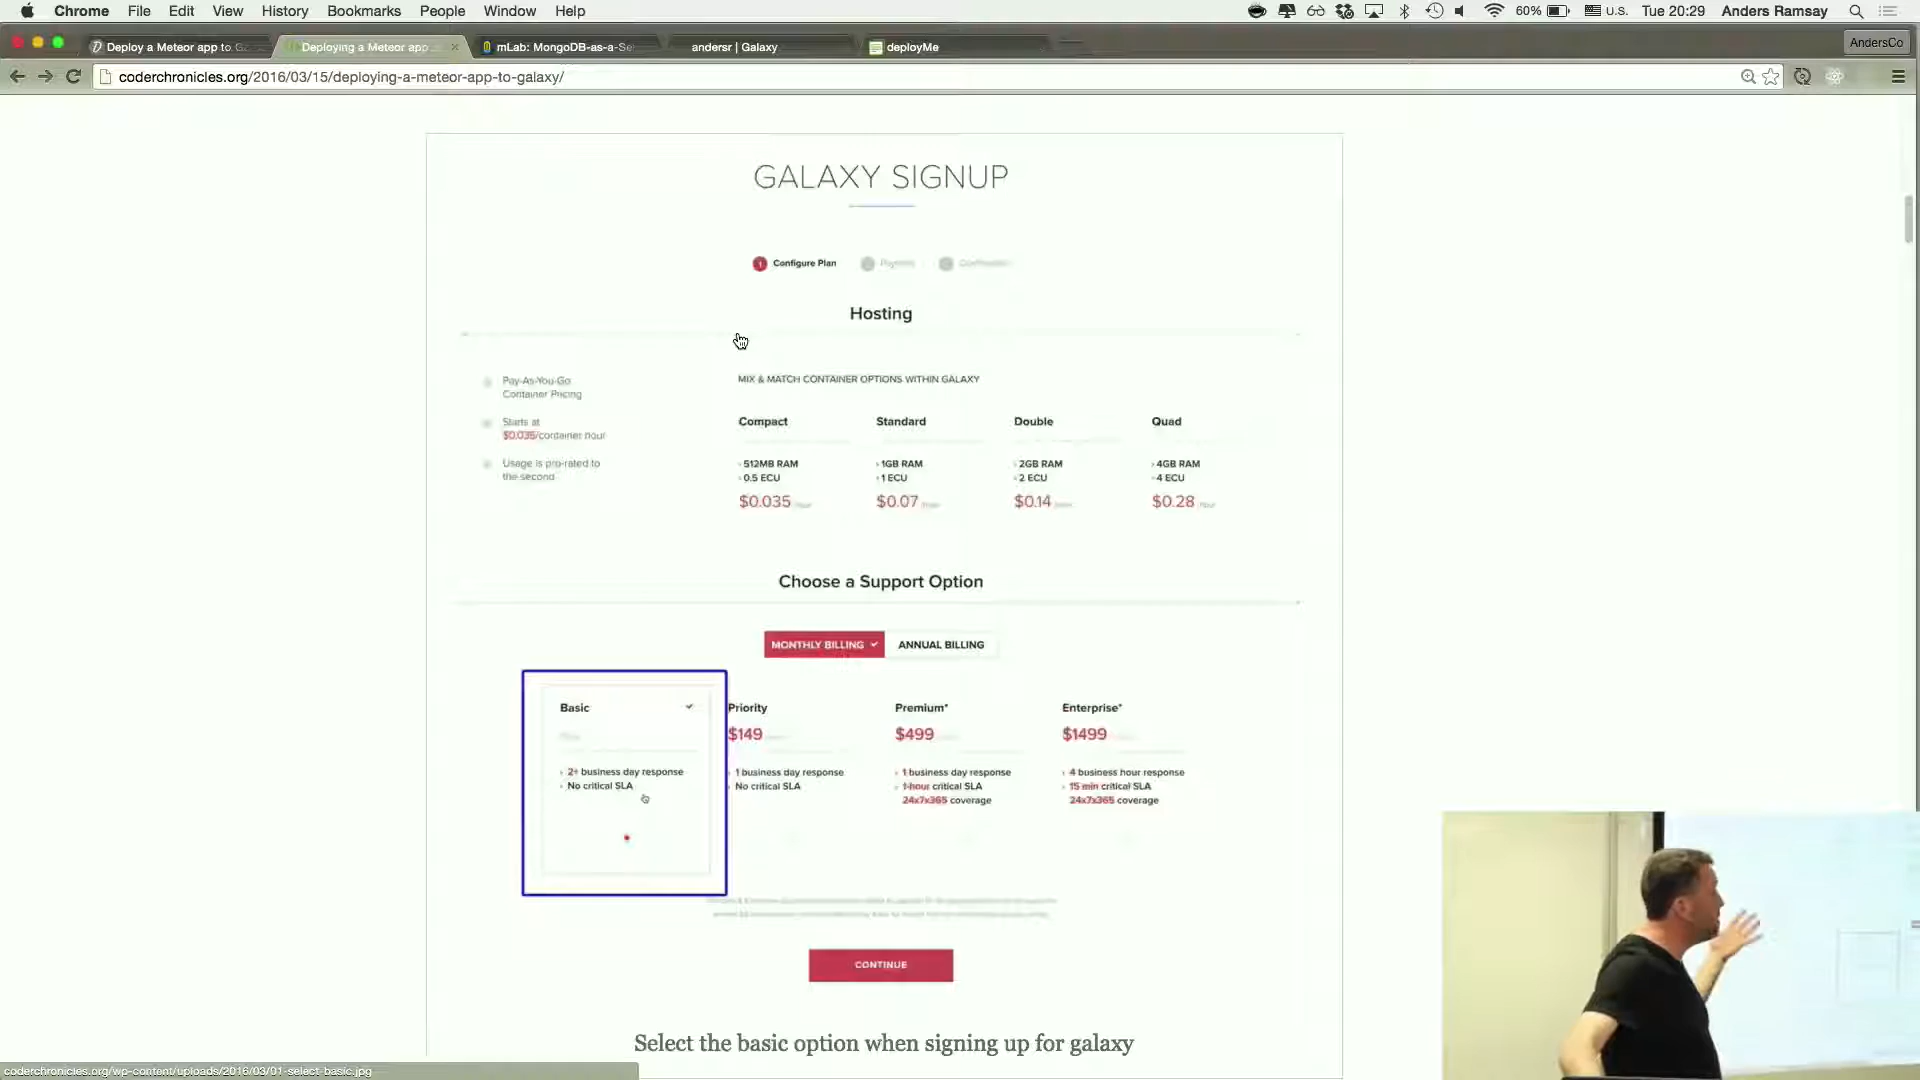 Chrome File Edit View History Bookmarks People Window Help
60% U.S. Tue 20:29 Anders Ramsay
Deploy a Meteor app to Ga
Deploying a Meteor app
mLab: MongoDB-as-a-Se
andersr | Galaxy
deployMe
AndersCo
coderchronicles.org/2016/03/15/deploying-a-meteor-app-to-galaxy/
GALAXY SIGNUP
1 Configure Plan Payment Confirmation
Hosting
Pay-As-You-Go
Container Pricing
Starts at
$0.035/container hour
Usage is pro-rated to
the second
MIX & MATCH CONTAINER OPTIONS WITHIN GALAXY
Compact Standard Double Quad
512MB RAM 1GB RAM 2GB RAM 4GB RAM
0.5 ECU 1 ECU 2 ECU 4 ECU
$0.035 /hour $0.07 $0.14 $0.28 /hour
Choose a Support Option
MONTHLY BILLING ANNUAL BILLING
Basic Priority Premium* Enterprise*
$149 $499 $1499
2+ business day response 1 business day response 1 business day response 4 business hour response
No critical SLA No critical SLA 1-hour critical SLA 15 min critical SLA
24x7x365 coverage 24x7x365 coverage
CONTINUE
Select the basic option when signing up for galaxy
coderchronicles.org/wp-content/uploads/2016/03/01-select-basic.jpg